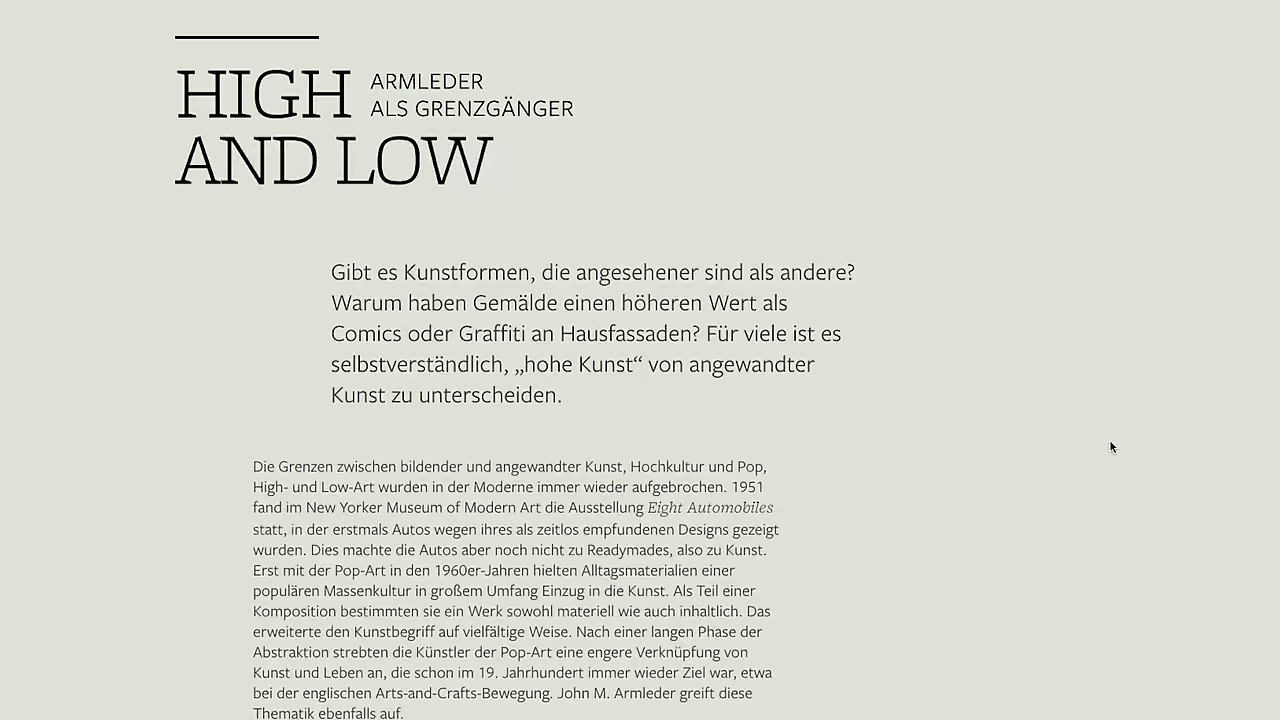 HIGH
AND LOW
ARMLEDER
ALS GRENZGÄNGER
Gibt es Kunstformen, die angesehener sind als andere?
Warum haben Gemälde einen höheren Wert als
Comics oder Graffiti an Hausfassaden? Für viele ist es
selbstverständlich, „hohe Kunst“ von angewandter
Kunst zu unterscheiden.
Die Grenzen zwischen bildender und angewandter Kunst, Hochkultur und Pop,
High- und Low-Art wurden in der Moderne immer wieder aufgebrochen. 1951
fand im New Yorker Museum of Modern Art die Ausstellung Eight Automobiles
statt, in der erstmals Autos wegen ihres als zeitlos empfundenen Designs gezeigt
wurden. Dies machte die Autos aber noch nicht zu Readymades, also zu Kunst.
Erst mit der Pop-Art in den 1960er-Jahren hielten Alltagsmaterialien einer
populären Massenkultur in großem Umfang Einzug in die Kunst. Als Teil einer
Komposition bestimmten sie ein Werk sowohl materiell wie auch inhaltlich. Das
erweiterte den Kunstbegriff auf vielfältige Weise. Nach einer langen Phase der
Abstraktion strebten die Künstler der Pop-Art eine engere Verknüpfung von
Kunst und Leben an, die schon im 19. Jahrhundert immer wieder Ziel war, etwa
bei der englischen Arts-and-Crafts-Bewegung. John M. Armleder greift diese
Thematik ebenfalls auf.